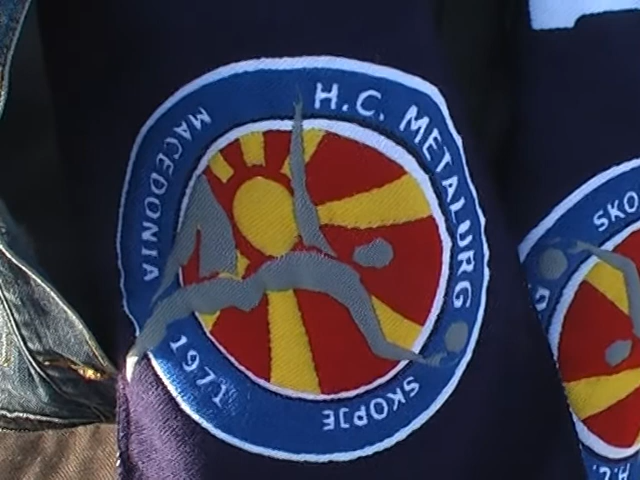 H.C. METALURG
SKOPJE
1971
MACEDONIA
SKO
H.C.